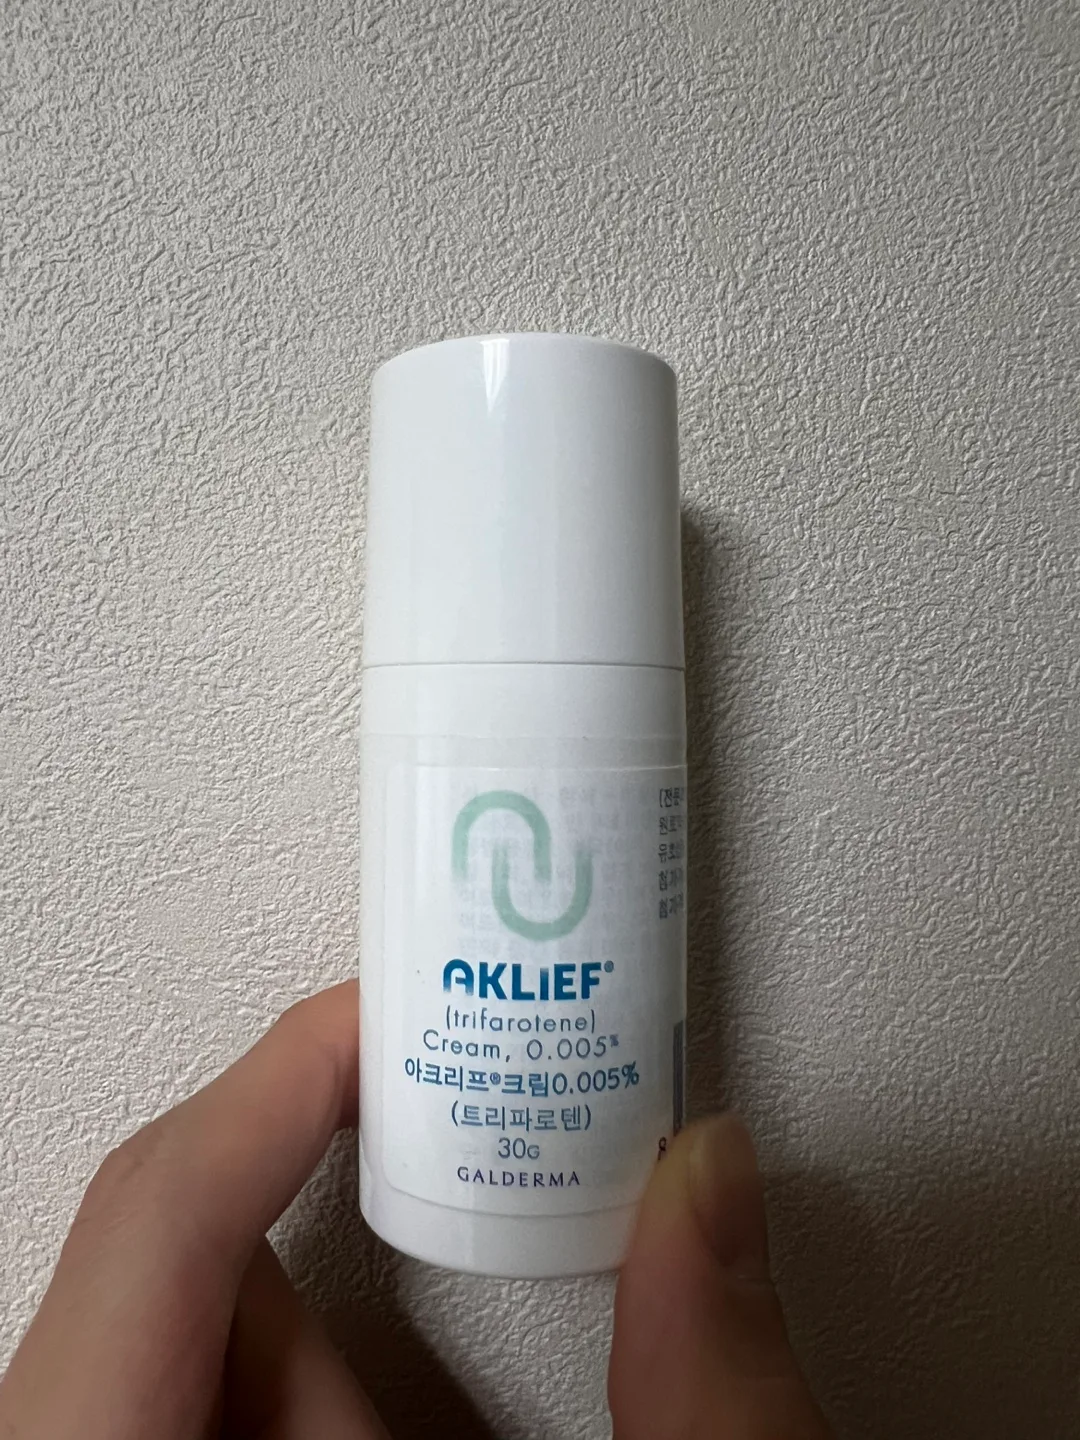 AKLIEF®
(trifarotene)
Cream, 0.005%
아크리프®크림0.005%
(트리파로텐)
30G
GALDERMA
8